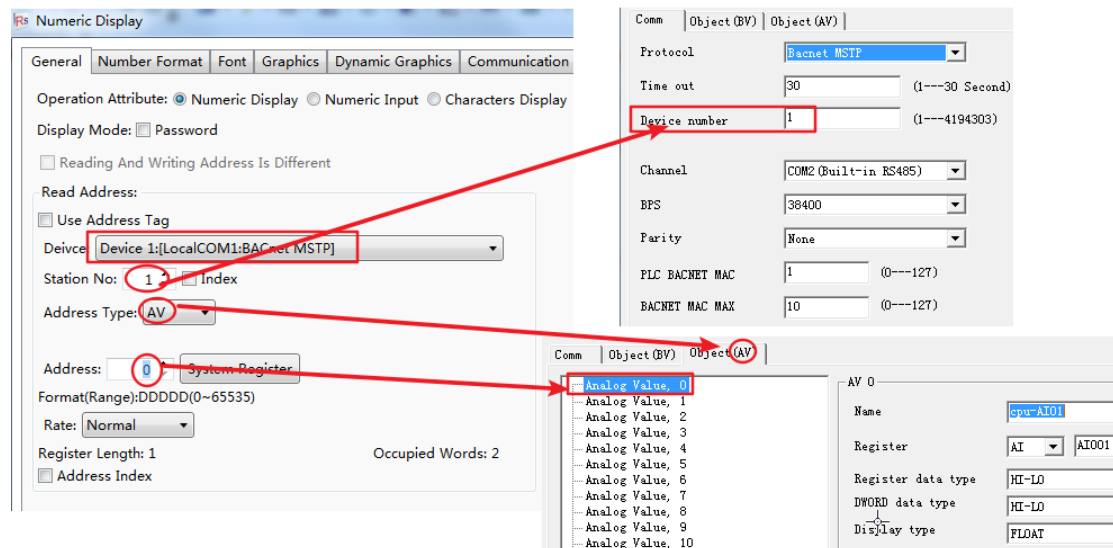 Rs Numeric Display
General Number Format Font Graphics Dynamic Graphics Communication
Operation Attribute: Numeric Display Numeric Input Characters Display
Display Mode: Password
Reading And Writing Address Is Different
Read Address:
Use Address Tag
Deivce: Device 1:[LocalCOM1:BACnet MSTP]
Station No: 1 Index
Address Type: AV
Address: 0 System Register
Format(Range):DDDDD(0~65535)
Rate: Normal
Register Length: 1 Occupied Words: 2
Address Index
Comm Object(BV) Object(AV)
Protocol Bacnet MSTP
Time out 30 (1---30 Second)
Device number 1 (1---4194303)
Channel COM2(Built-in RS485)
BPS 38400
Parity None
PLC BACNET MAC 1 (0---127)
BACNET MAC MAX 10 (0---127)
Comm Object(BV) Object(AV)
Analog Value, 0
Analog Value, 1
Analog Value, 2
Analog Value, 3
Analog Value, 4
Analog Value, 5
Analog Value, 6
Analog Value, 7
Analog Value, 8
Analog Value, 9
Analog Value, 10
AV 0
Name cpu-AI01
Register AI AI001
Register data type HI-LO
DWORD data type HI-LO
Display type FLOAT